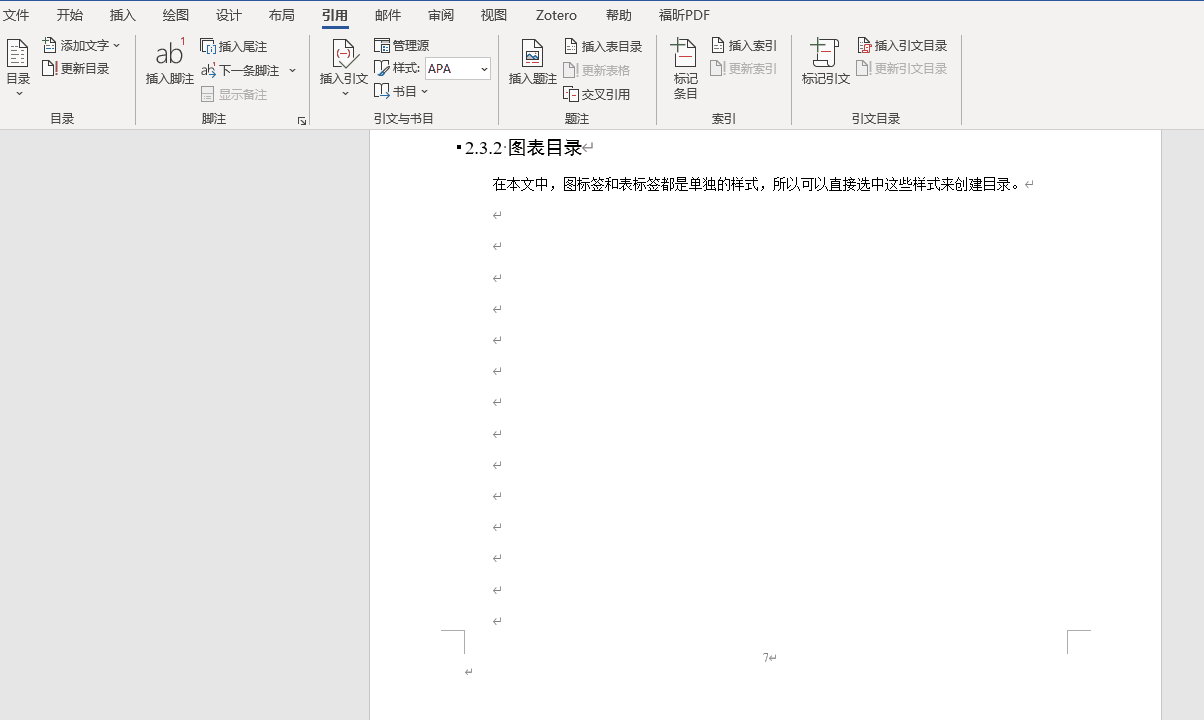 文件 开始 插入 绘图 设计 布局 引用 邮件 审阅 视图 Zotero 帮助 福昕PDF
目录
添加文字
更新目录
目录
ab1
插入脚注
插入尾注
下一条脚注
显示备注
脚注
插入引文
管理源
样式: APA
书目
引文与书目
插入题注
插入表目录
更新表格
交叉引用
题注
标记
条目
插入索引
更新索引
索引
标记引文
插入引文目录
更新引文目录
引文目录
2.3.2 图表目录
在本文中，图标签和表标签都是单独的样式，所以可以直接选中这些样式来创建目录。
7